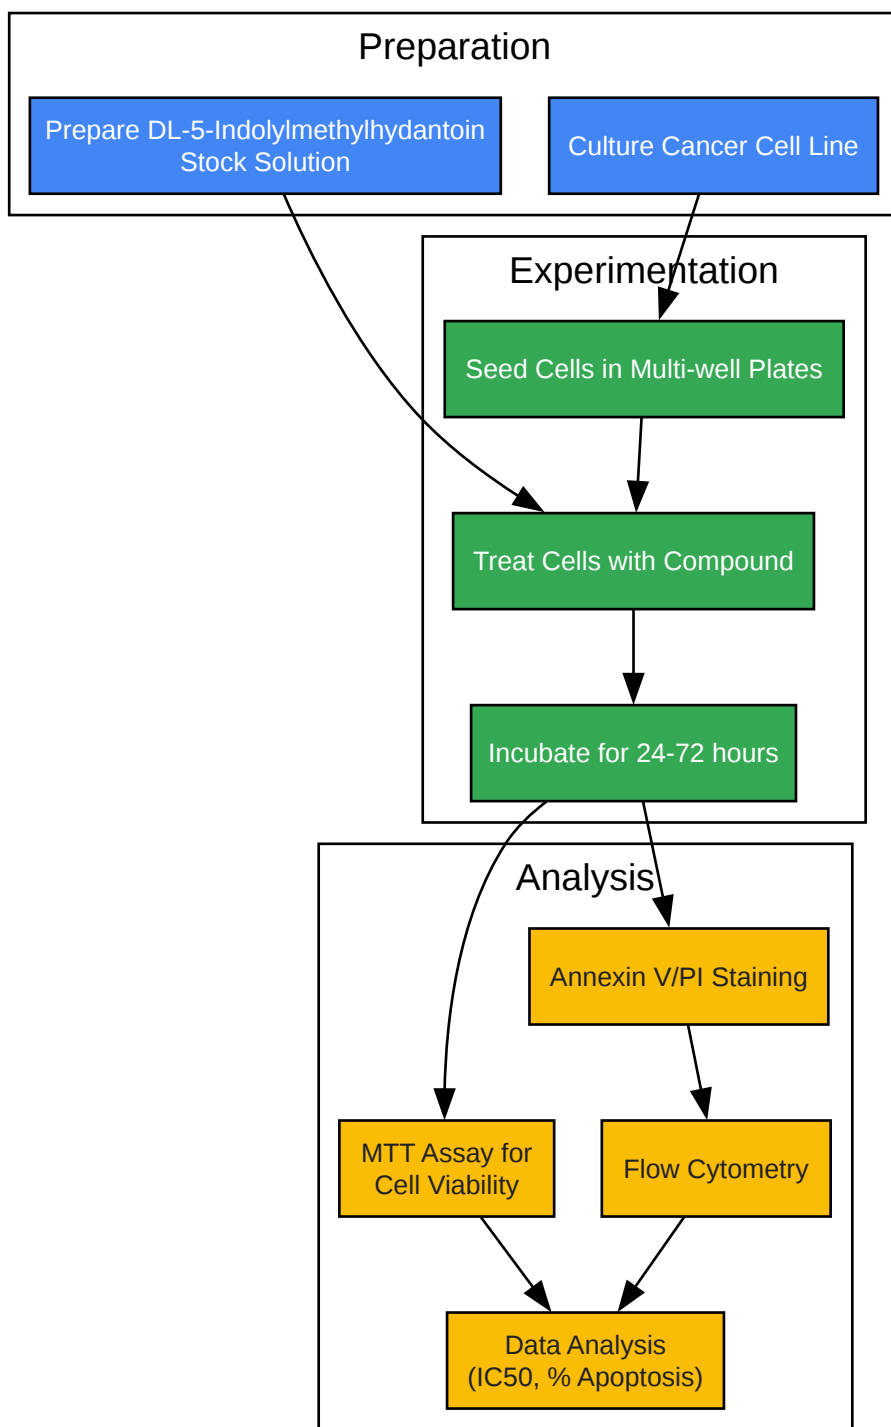 Preparation
Prepare DL-5-Indolylmethylhydantoin
Stock Solution
Culture Cancer Cell Line
Experimentation
Seed Cells in Multi-well Plates
Treat Cells with Compound
Incubate for 24-72 hours
Analysis
Annexin V/PI Staining
MTT Assay for
Cell Viability
Flow Cytometry
Data Analysis
(IC50, % Apoptosis)